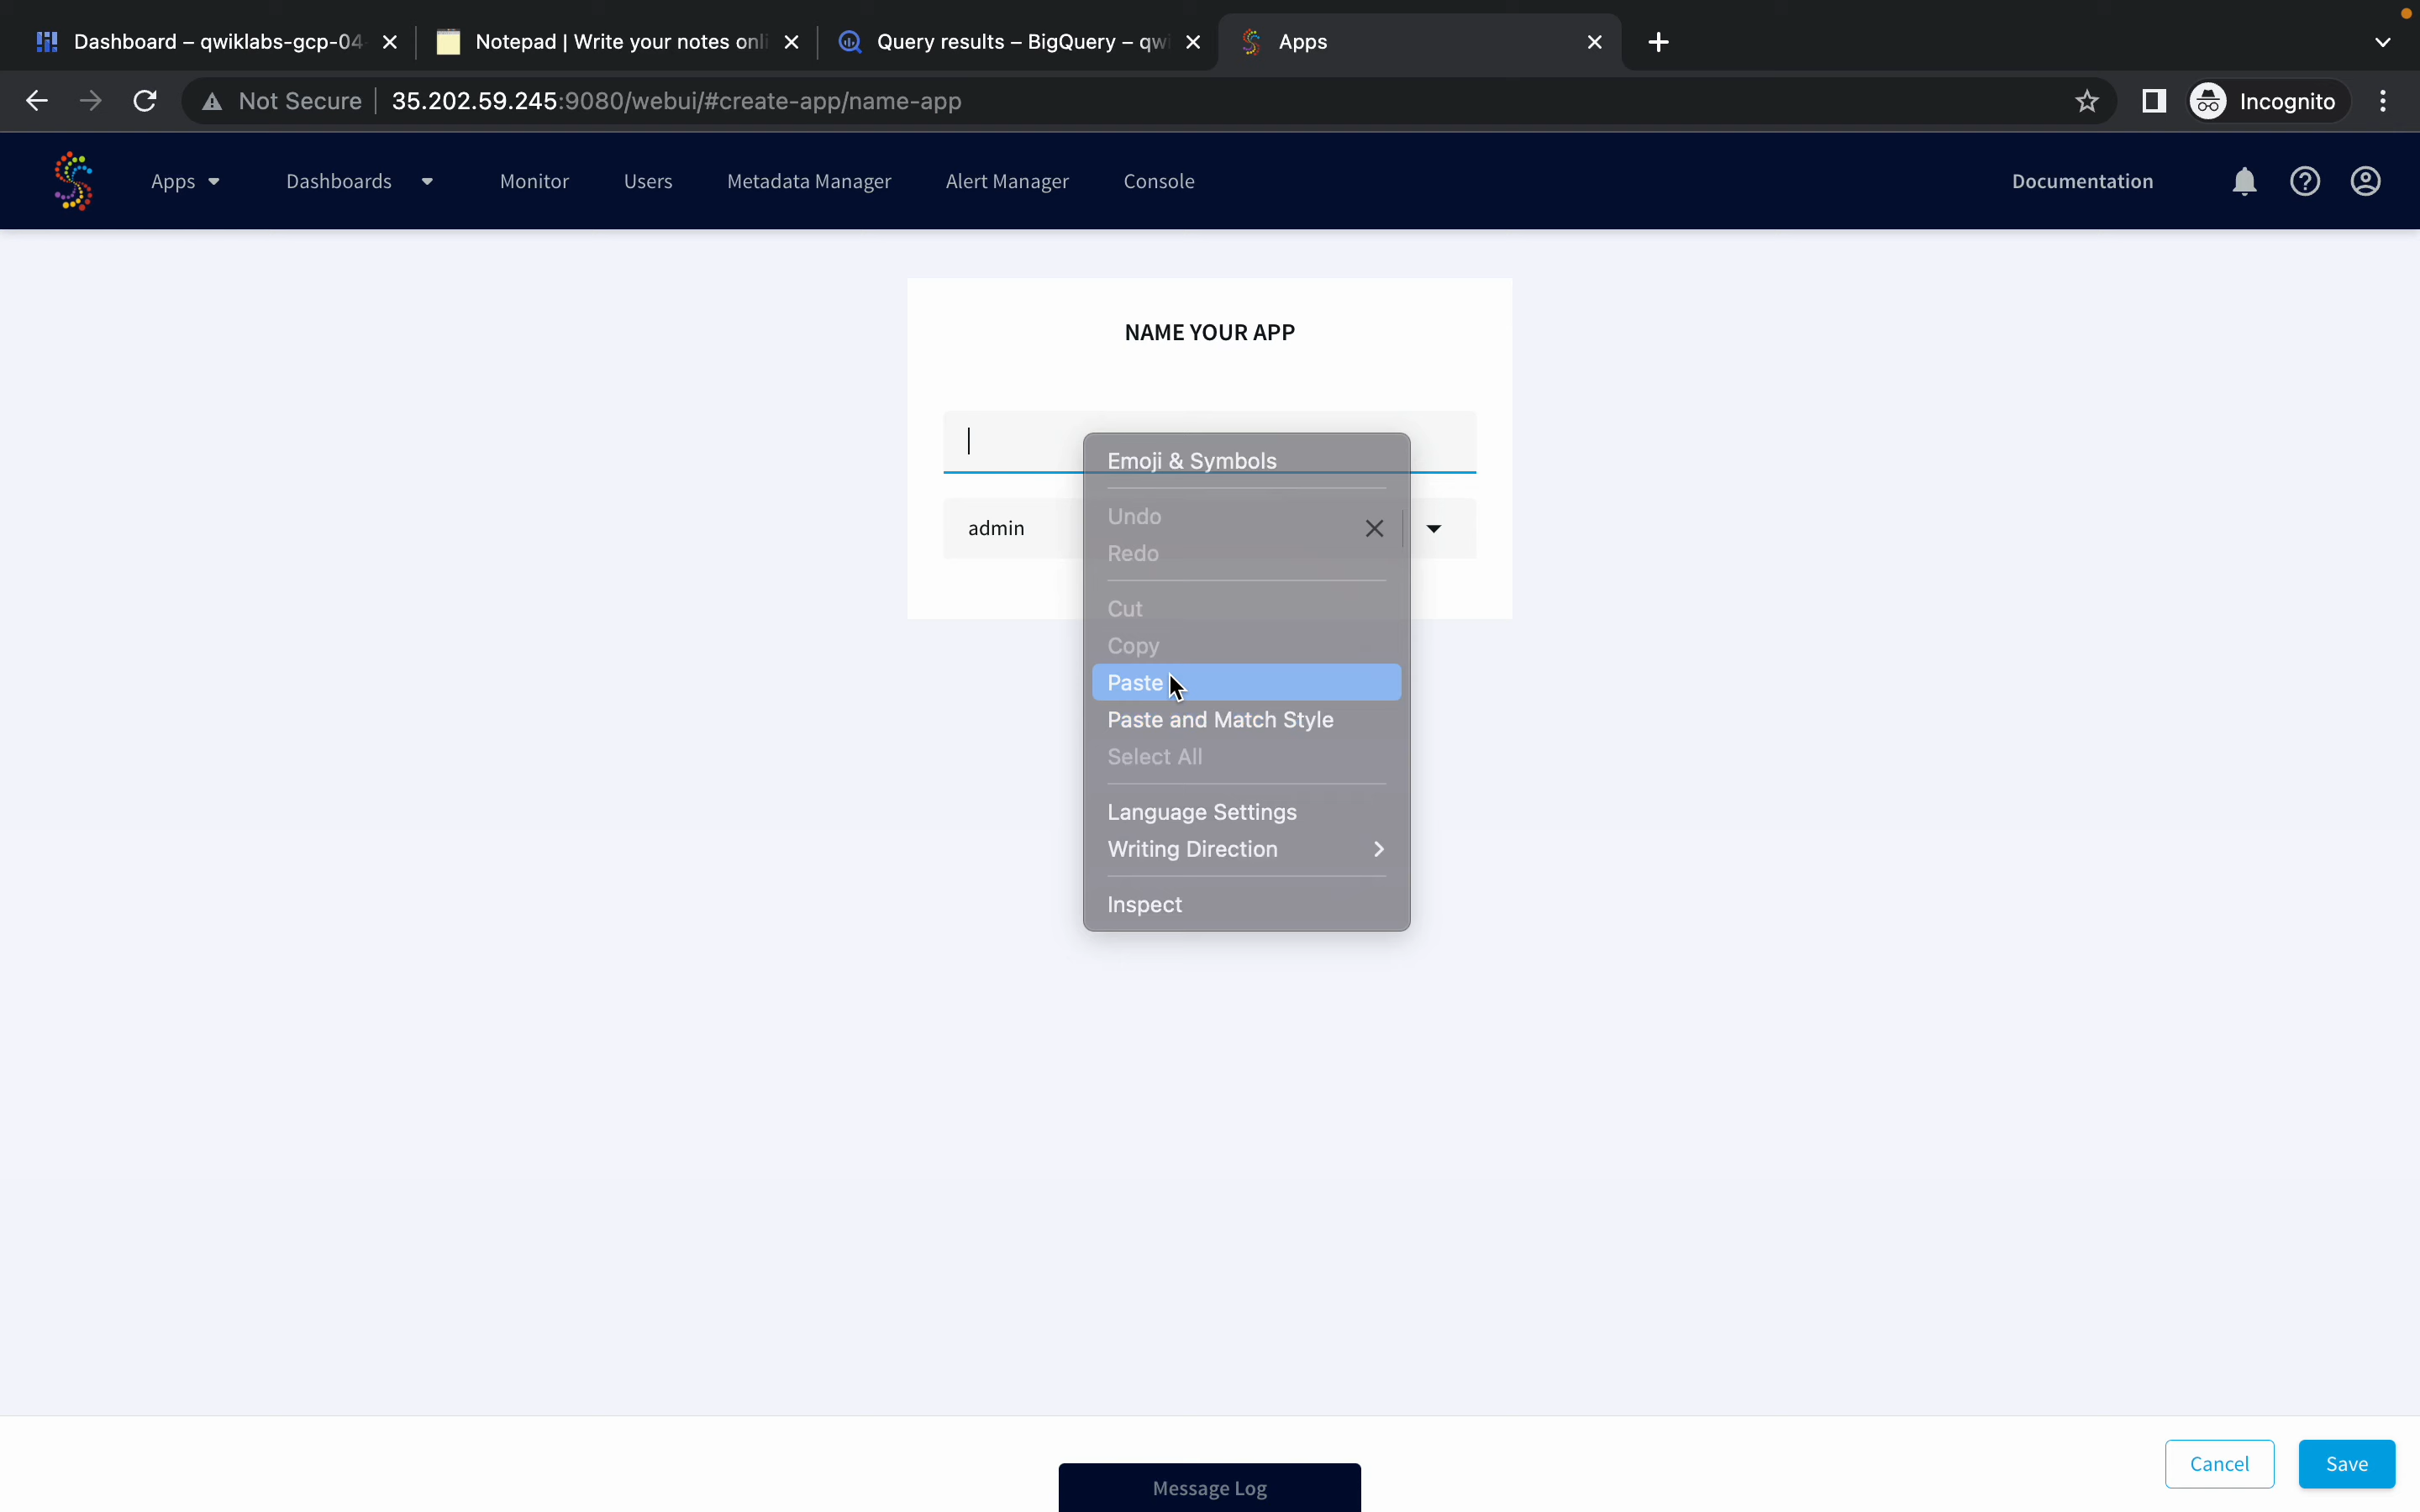 Dashboard – qwiklabs-gcp-04- Notepad | Write your notes onli Query results – BigQuery – qwi Apps
Not Secure 35.202.59.245:9080/webui/#create-app/name-app Incognito
Apps Dashboards Monitor Users Metadata Manager Alert Manager Console Documentation
NAME YOUR APP
Emoji & Symbols
admin
Undo
Redo
Cut
Copy
Paste
Paste and Match Style
Select All
Language Settings
Writing Direction
Inspect
Cancel Save
Message Log